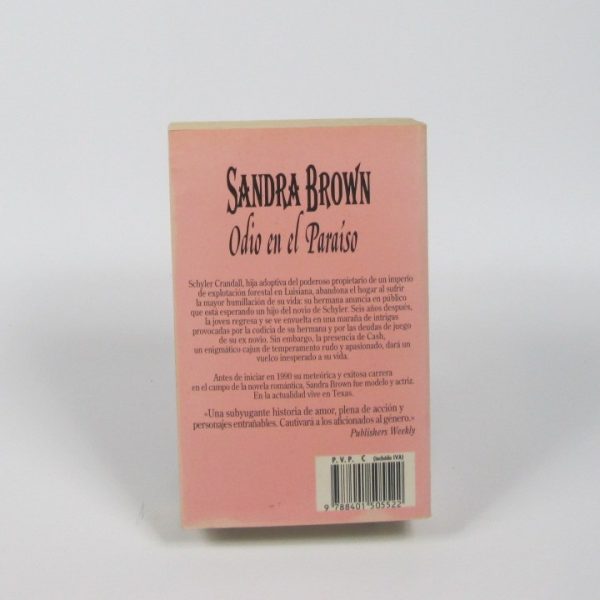 SANDRA BROWN
Odio en el Paraíso
Schyler Crandall, hija adoptiva del poderoso propietario de un imperio
de explotación forestal en Luisiana, abandona el hogar al sufrir
la mayor humillación de su vida: su hermana anuncia en público
que está esperando un hijo del novio de Schyler. Seis años después,
la joven regresa y se ve envuelta en una maraña de intrigas
provocadas por la codicia de su hermana y por las deudas de juego
de su ex novio. Sin embargo, la presencia de Cash,
un enigmático cajun de temperamento rudo y apasionado, dará un
vuelco inesperado a su vida.
Antes de iniciar en 1990 su meteórica y exitosa carrera
en el campo de la novela romántica, Sandra Brown fue modelo y actriz.
En la actualidad vive en Texas.
«Una subyugante historia de amor, plena de acción y
personajes entrañables. Cautivará a los aficionados al género.»
Publishers Weekly
P. V. P. C (incluido IVA)
9 788401 505522